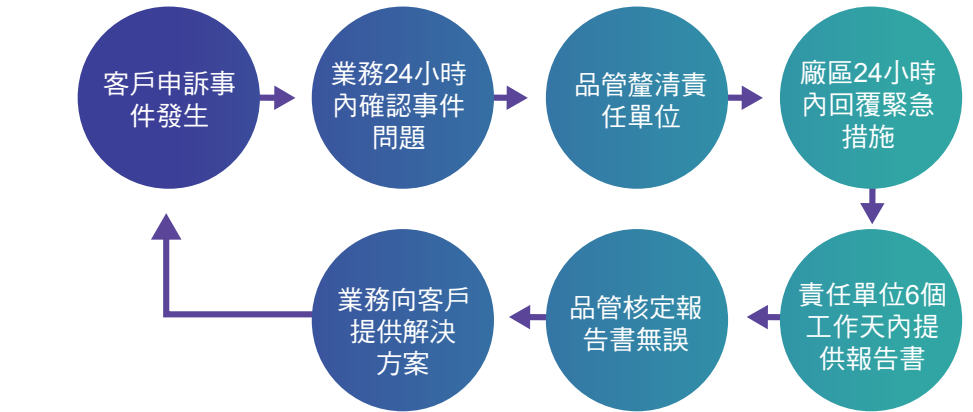 客戶申訴事
件發生
業務24小時
內確認事件
問題
品管釐清責
任單位
廠區24小時
內回覆緊急
措施
責任單位6個
工作天內提
供報告書
品管核定報
告書無誤
業務向客戶
提供解決
方案